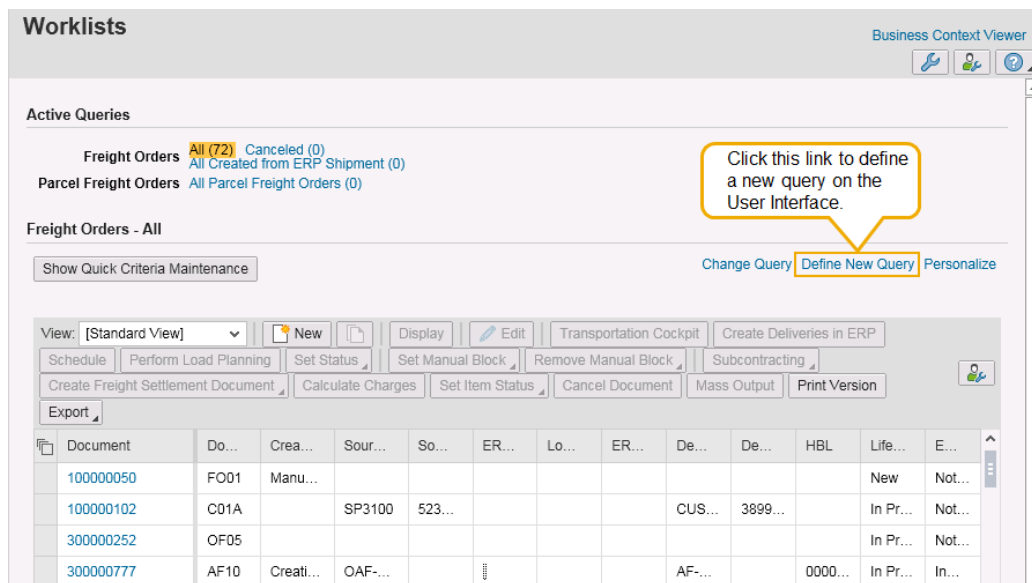 Worklists
Business Context Viewer
Active Queries
Freight Orders All (72) Canceled (0)
All Created from ERP Shipment (0)
Parcel Freight Orders All Parcel Freight Orders (0)
Click this link to define
a new query on the
User Interface.
Freight Orders - All
Show Quick Criteria Maintenance
Change Query Define New Query Personalize
View: [Standard View] New Display Edit Transportation Cockpit Create Deliveries in ERP
Schedule Perform Load Planning Set Status Set Manual Block Remove Manual Block Subcontracting
Create Freight Settlement Document Calculate Charges Set Item Status Cancel Document Mass Output Print Version
Export
Document Do... Crea... Sour... So... ER... Lo... ER... De... De... HBL Life... E...
100000050 FO01 Manu... New Not...
100000102 C01A SP3100 523... CUS... 3899... In Pr... Not...
300000252 OF05 In Pr... Not...
300000777 AF10 Creati... OAF-... AF-... 0000... In Pr... In...